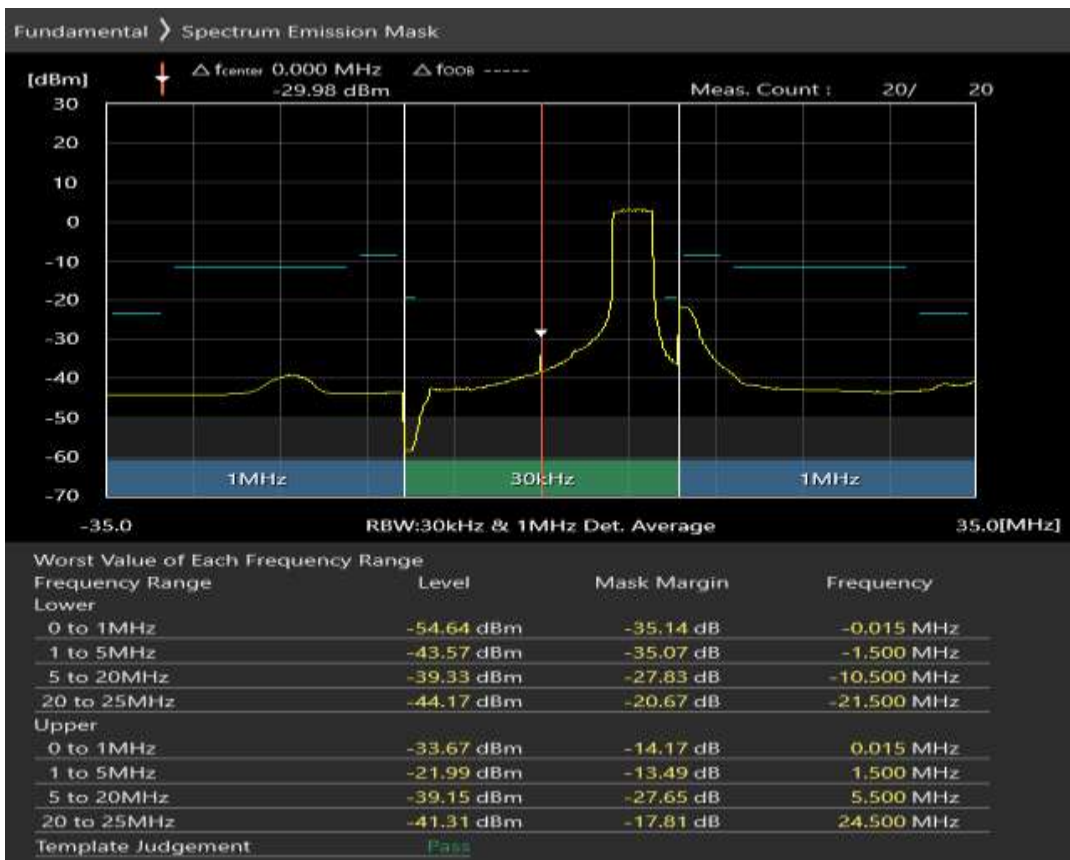 Fundamental ❯ Spectrum Emission Mask
[dBm] △ fcenter 0.000 MHz △ fOOB -----
-29.98 dBm Meas. Count : 20/ 20
30
20
10
0
-10
-20
-30
-40
-50
-60
-70
1MHz 30kHz 1MHz
-35.0 RBW:30kHz & 1MHz Det. Average 35.0[MHz]
Worst Value of Each Frequency Range
Frequency Range Level Mask Margin Frequency
Lower
0 to 1MHz -54.64 dBm -35.14 dB -0.015 MHz
1 to 5MHz -43.57 dBm -35.07 dB -1.500 MHz
5 to 20MHz -39.33 dBm -27.83 dB -10.500 MHz
20 to 25MHz -44.17 dBm -20.67 dB -21.500 MHz
Upper
0 to 1MHz -33.67 dBm -14.17 dB 0.015 MHz
1 to 5MHz -21.99 dBm -13.49 dB 1.500 MHz
5 to 20MHz -39.15 dBm -27.65 dB 5.500 MHz
20 to 25MHz -41.31 dBm -17.81 dB 24.500 MHz
Template Judgement Pass